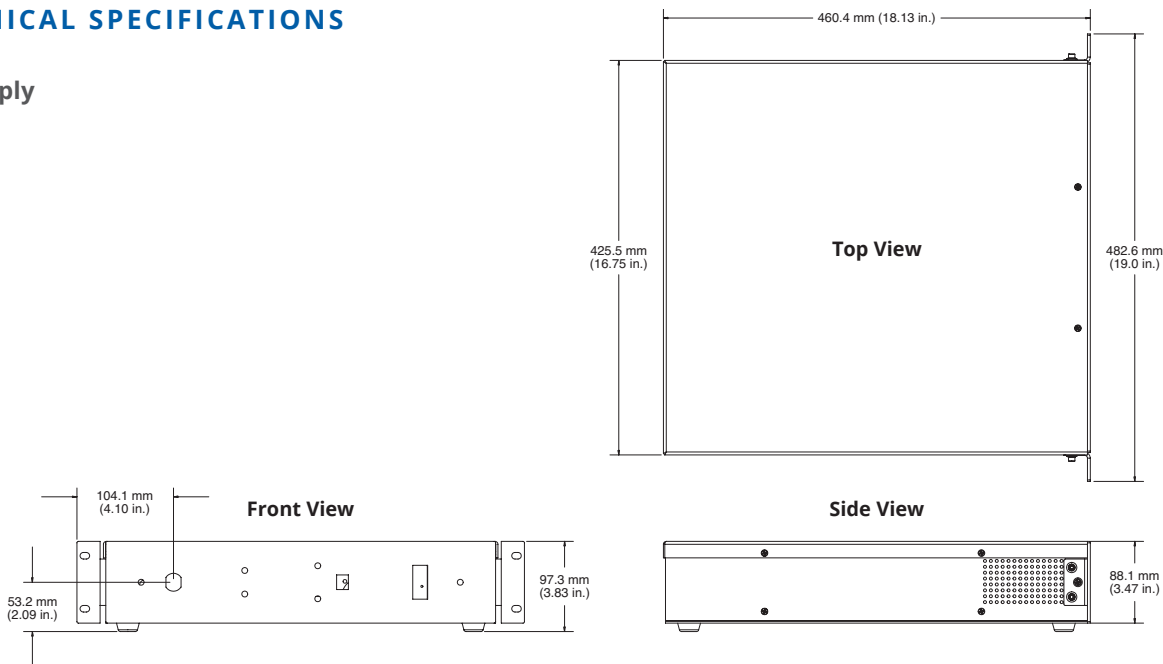 NICAL SPECIFICATIONS
ply
460.4 mm (18.13 in.)
425.5 mm
(16.75 in.)
Top View
482.6 mm
(19.0 in.)
104.1 mm
(4.10 in.)
Front View
53.2 mm
(2.09 in.)
97.3 mm
(3.83 in.)
Side View
88.1 mm
(3.47 in.)